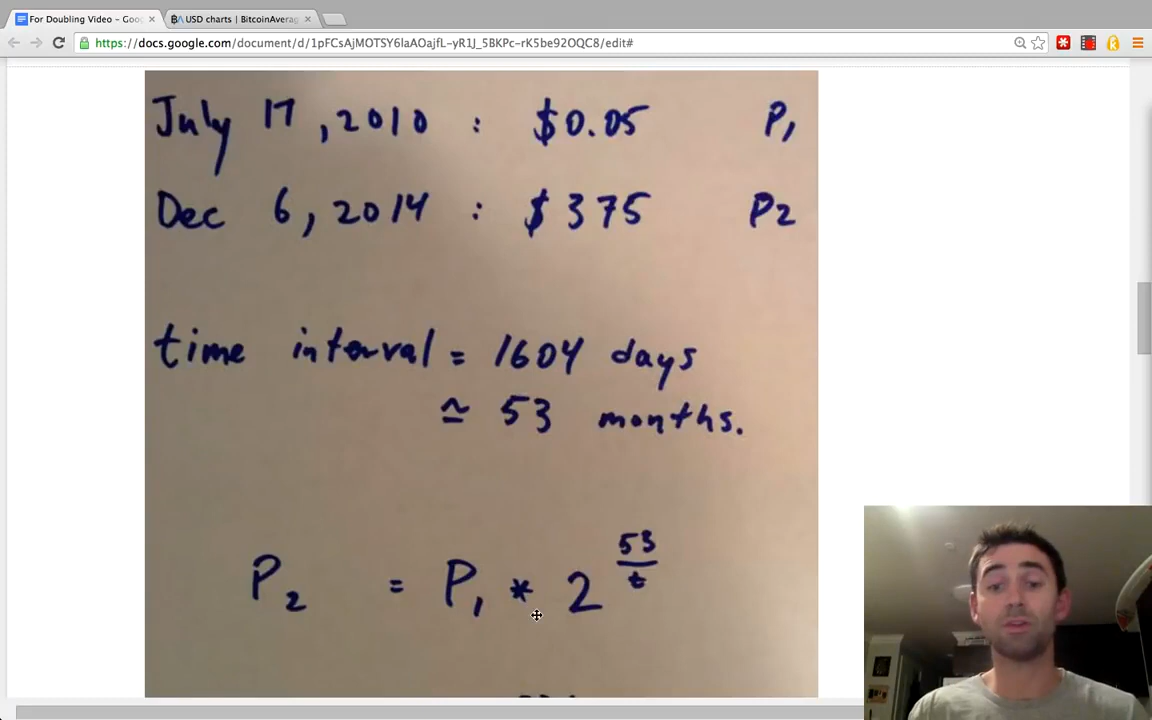 For Doubling Video - Goo
USD charts | BitcoinAverag
https://docs.google.com/document/d/1pFCsAjMOTSY6laAOajfL-yR1J_5BKPc-rK5be92OQC8/edit#
July 17, 2010 : $0.05 P1
Dec 6, 2014 : $375 P2
time interval = 1604 days
≃ 53 months.
P2 = P1 * 2^(53/t)